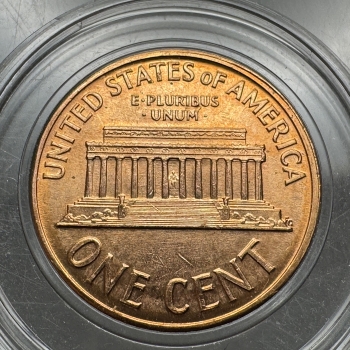 UNITED STATES OF AMERICA
E·PLURIBUS
·UNUM·
ONE CENT